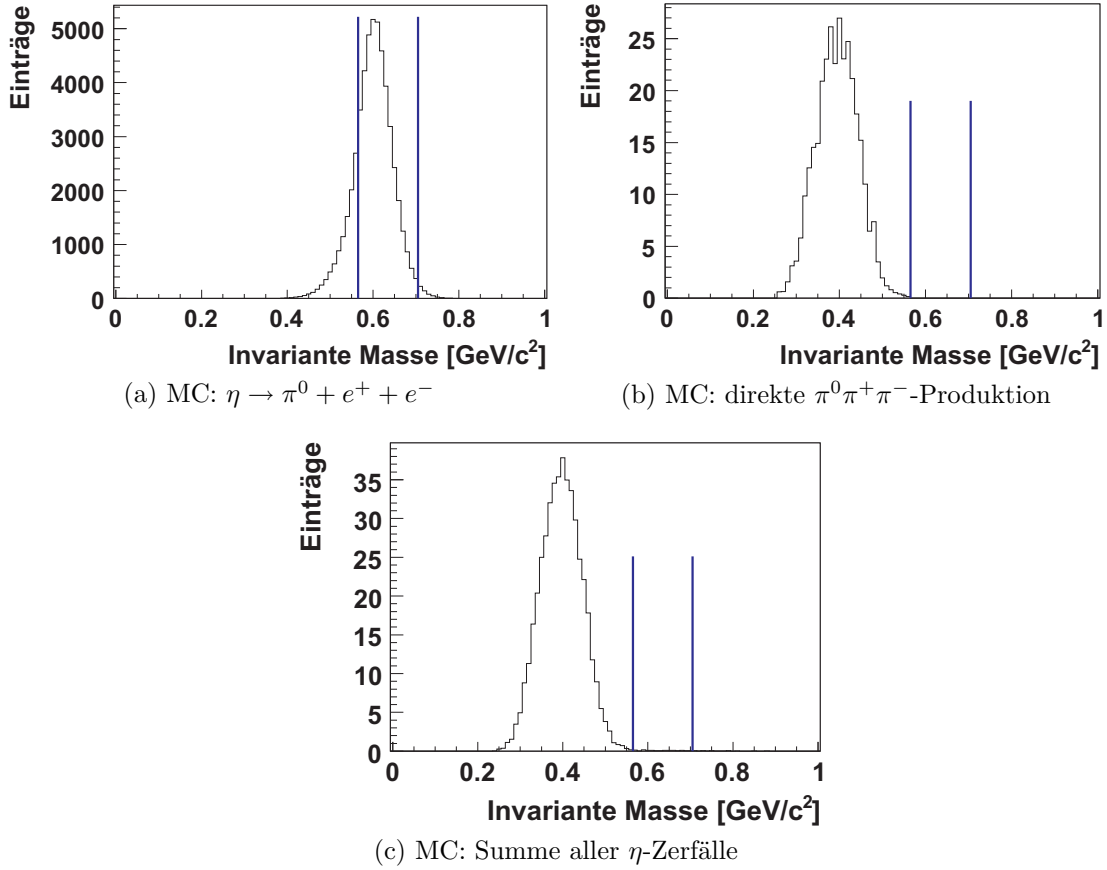 Einträge
5000
4000
3000
2000
1000
0
0 0.2 0.4 0.6 0.8 1
Invariante Masse [GeV/c²]
(a) MC: η → π⁰ + e⁺ + e⁻
Einträge
25
20
15
10
5
0
0 0.2 0.4 0.6 0.8 1
Invariante Masse [GeV/c²]
(b) MC: direkte π⁰π⁺π⁻-Produktion
Einträge
35
30
25
20
15
10
5
0
0 0.2 0.4 0.6 0.8 1
Invariante Masse [GeV/c²]
(c) MC: Summe aller η-Zerfälle